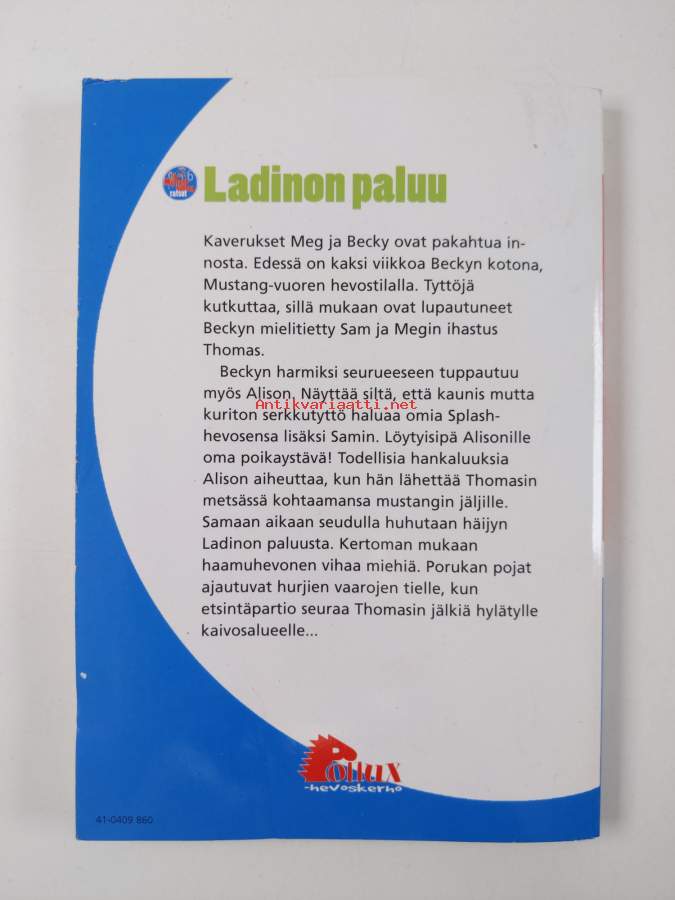 Ladinon paluu
ratsut
Kaverukset Meg ja Becky ovat pakahtua in-
nosta. Edessä on kaksi viikkoa Beckyn kotona,
Mustang-vuoren hevostilalla. Tyttöjä
kutkuttaa, sillä mukaan ovat lupautuneet
Beckyn mielitietty Sam ja Megin ihastus
Thomas.
Beckyn harmiksi seurueeseen tuppautuu
myös Alison. Näyttää siltä, että kaunis mutta
Antikvariaatti.net
kuriton serkkutyttö haluaa omia Splash-
hevosensa lisäksi Samin. Löytyisipä Alisonille
oma poikaystävä! Todellisia hankaluuksia
Alison aiheuttaa, kun hän lähettää Thomasin
metsässä kohtaamansa mustangin jäljille.
Samaan aikaan seudulla huhutaan häijyn
Ladinon paluusta. Kertoman mukaan
haamuhevonen vihaa miehiä. Porukan pojat
ajautuvat hurjien vaarojen tielle, kun
etsintäpartio seuraa Thomasin jälkiä hylätylle
kaivosalueelle...
Pollux
-hevoskerho
41-0409 860